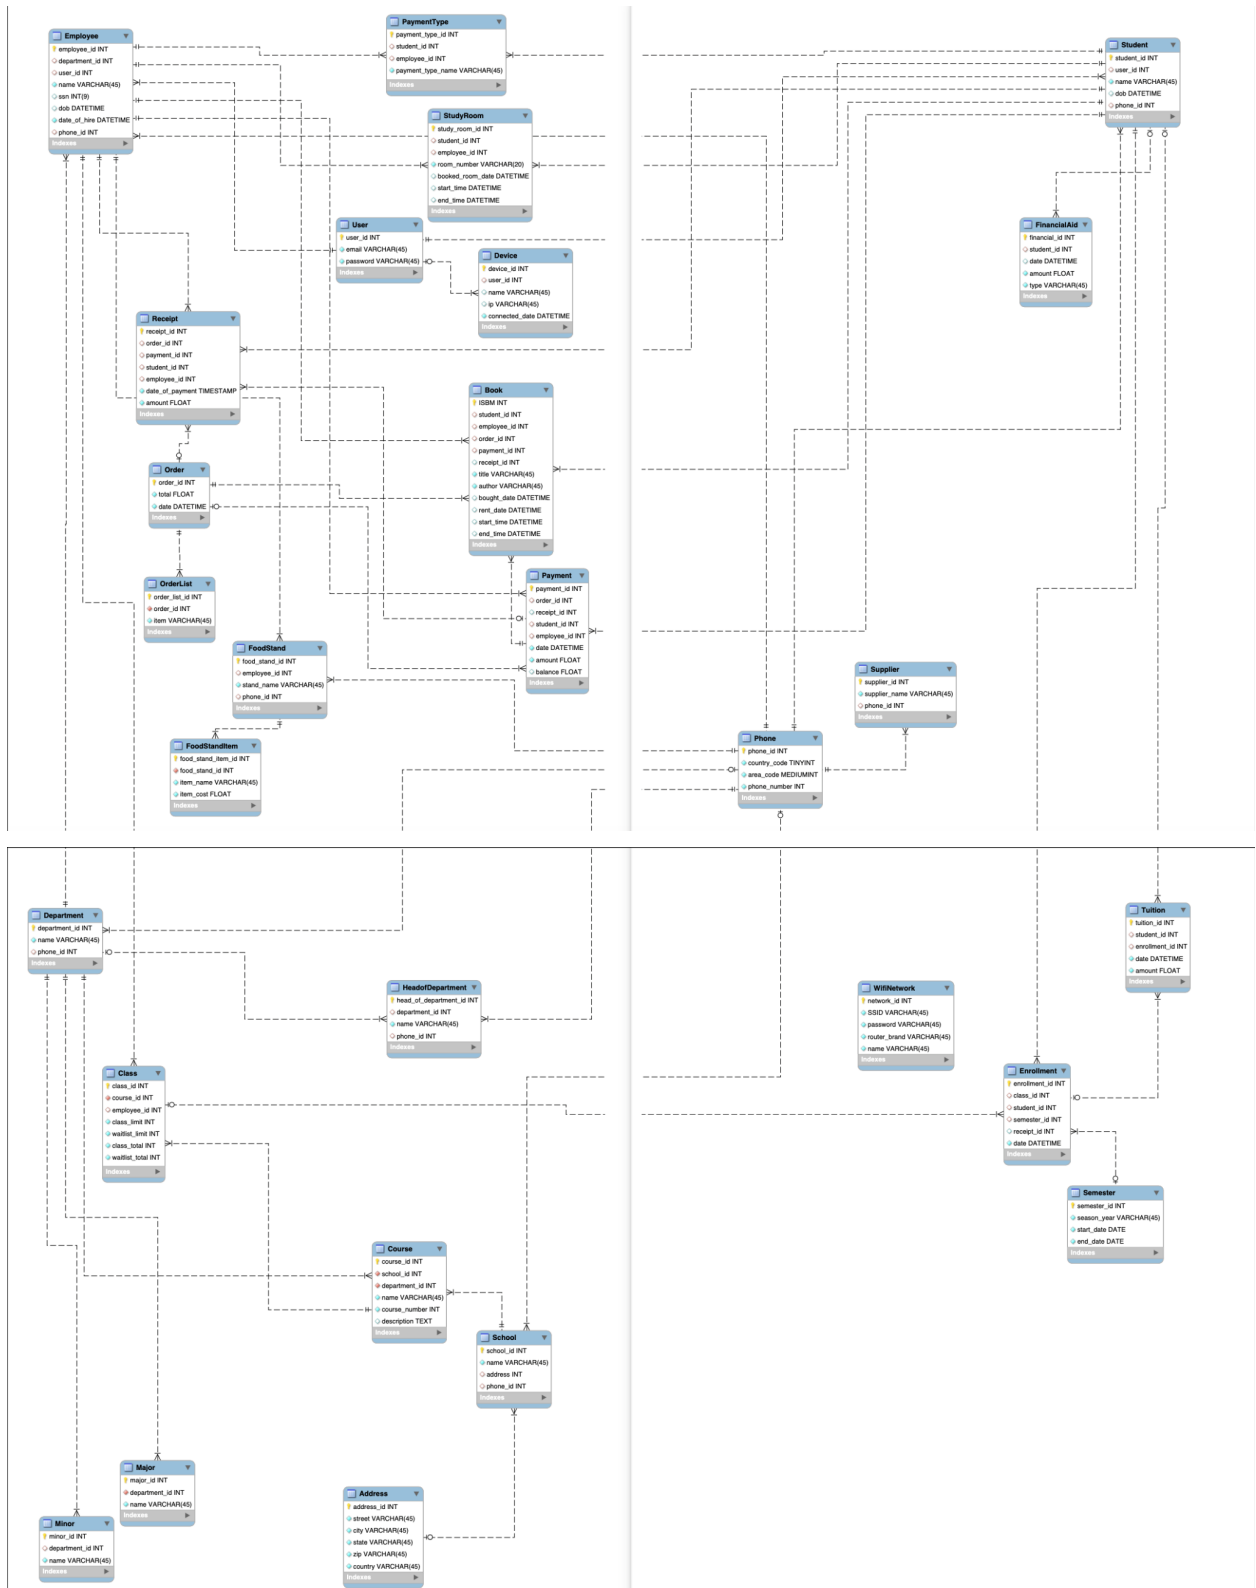 Employee
employee_id INT
department_id INT
user_id INT
name VARCHAR(45)
ssn INT(9)
dob DATETIME
date_of_hire DATETIME
phone_id INT
Indexes
PaymentType
payment_type_id INT
student_id INT
employee_id INT
payment_type_name VARCHAR(45)
Indexes
Student
student_id INT
user_id INT
name VARCHAR(45)
dob DATETIME
phone_id INT
Indexes
StudyRoom
study_room_id INT
student_id INT
employee_id INT
room_number VARCHAR(20)
booked_room_date DATETIME
start_time DATETIME
end_time DATETIME
Indexes
User
user_id INT
email VARCHAR(45)
password VARCHAR(45)
Indexes
Device
device_id INT
user_id INT
name VARCHAR(45)
ip VARCHAR(45)
connected_date DATETIME
Indexes
FinancialAid
financial_id INT
student_id INT
date DATETIME
amount FLOAT
type VARCHAR(45)
Indexes
Receipt
receipt_id INT
order_id INT
payment_id INT
student_id INT
employee_id INT
date_of_payment TIMESTAMP
amount FLOAT
Indexes
Book
ISBM INT
student_id INT
employee_id INT
order_id INT
payment_id INT
receipt_id INT
title VARCHAR(45)
author VARCHAR(45)
bought_date DATETIME
rent_date DATETIME
start_time DATETIME
end_time DATETIME
Indexes
Order
order_id INT
total FLOAT
date DATETIME
Indexes
OrderList
order_list_id INT
order_id INT
item VARCHAR(45)
Indexes
Payment
payment_id INT
order_id INT
receipt_id INT
student_id INT
employee_id INT
date DATETIME
amount FLOAT
balance FLOAT
Indexes
FoodStand
food_stand_id INT
employee_id INT
stand_name VARCHAR(45)
phone_id INT
Indexes
Supplier
supplier_id INT
supplier_name VARCHAR(45)
phone_id INT
Indexes
FoodStandItem
food_stand_item_id INT
food_stand_id INT
item_name VARCHAR(45)
item_cost FLOAT
Indexes
Phone
phone_id INT
country_code TINYINT
area_code MEDIUMINT
phone_number INT
Indexes
Department
department_id INT
name VARCHAR(45)
phone_id INT
Indexes
Tuition
tuition_id INT
student_id INT
enrollment_id INT
date DATETIME
amount FLOAT
Indexes
HeadofDepartment
head_of_department_id INT
department_id INT
name VARCHAR(45)
phone_id INT
Indexes
WifiNetwork
network_id INT
SSID VARCHAR(45)
password VARCHAR(45)
router_brand VARCHAR(45)
name VARCHAR(45)
Indexes
Class
class_id INT
course_id INT
employee_id INT
class_limit INT
waitlist_limit INT
class_total INT
waitlist_total INT
Indexes
Enrollment
enrollment_id INT
class_id INT
student_id INT
semester_id INT
receipt_id INT
date DATETIME
Indexes
Semester
semester_id INT
season_year VARCHAR(45)
start_date DATE
end_date DATE
Indexes
Course
course_id INT
school_id INT
department_id INT
name VARCHAR(45)
course_number INT
description TEXT
Indexes
School
school_id INT
name VARCHAR(45)
address INT
phone_id INT
Indexes
Major
major_id INT
department_id INT
name VARCHAR(45)
Indexes
Minor
minor_id INT
department_id INT
name VARCHAR(45)
Indexes
Address
address_id INT
street VARCHAR(45)
city VARCHAR(45)
state VARCHAR(45)
zip VARCHAR(45)
country VARCHAR(45)
Indexes